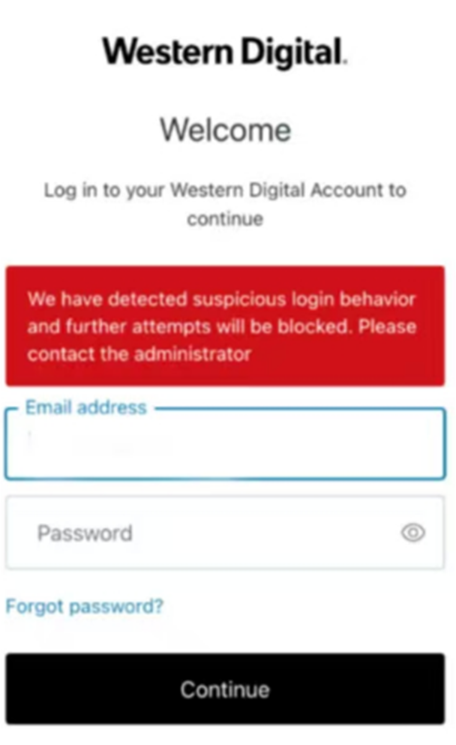 Western Digital.
Welcome
Log in to your Western Digital Account to
continue
We have detected suspicious login behavior
and further attempts will be blocked. Please
contact the administrator
Email address
Password
Forgot password?
Continue